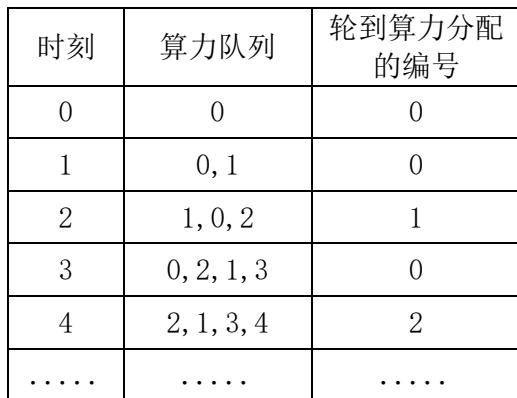 时刻 算力队列 轮到算力分配
的编号
0 0 0
1 0,1 0
2 1,0,2 1
3 0,2,1,3 0
4 2,1,3,4 2
..... ..... .....